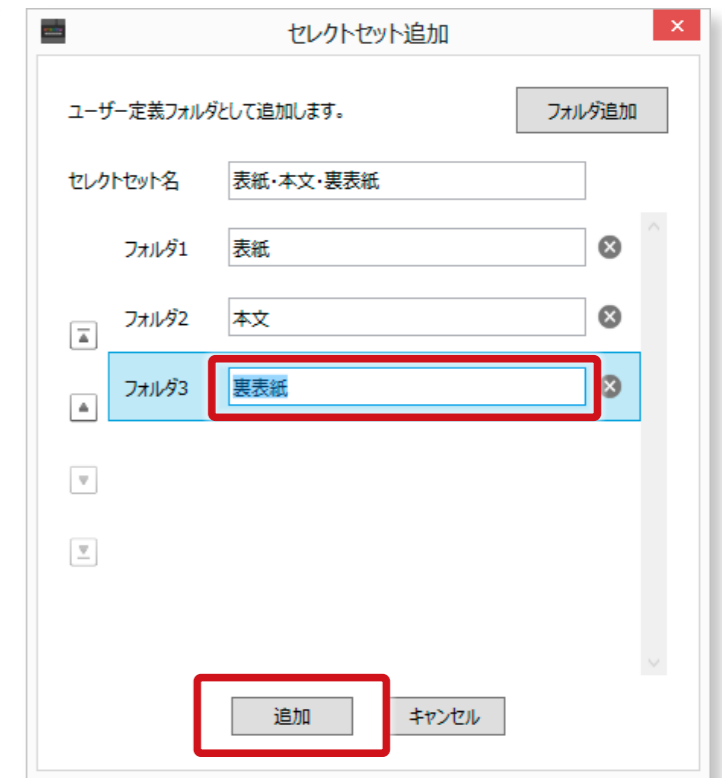 セレクトセット追加
ユーザー定義フォルダとして追加します。 フォルダ追加
セレクトセット名 表紙・本文・裏表紙
フォルダ1 表紙
フォルダ2 本文
フォルダ3 裏表紙
追加 キャンセル